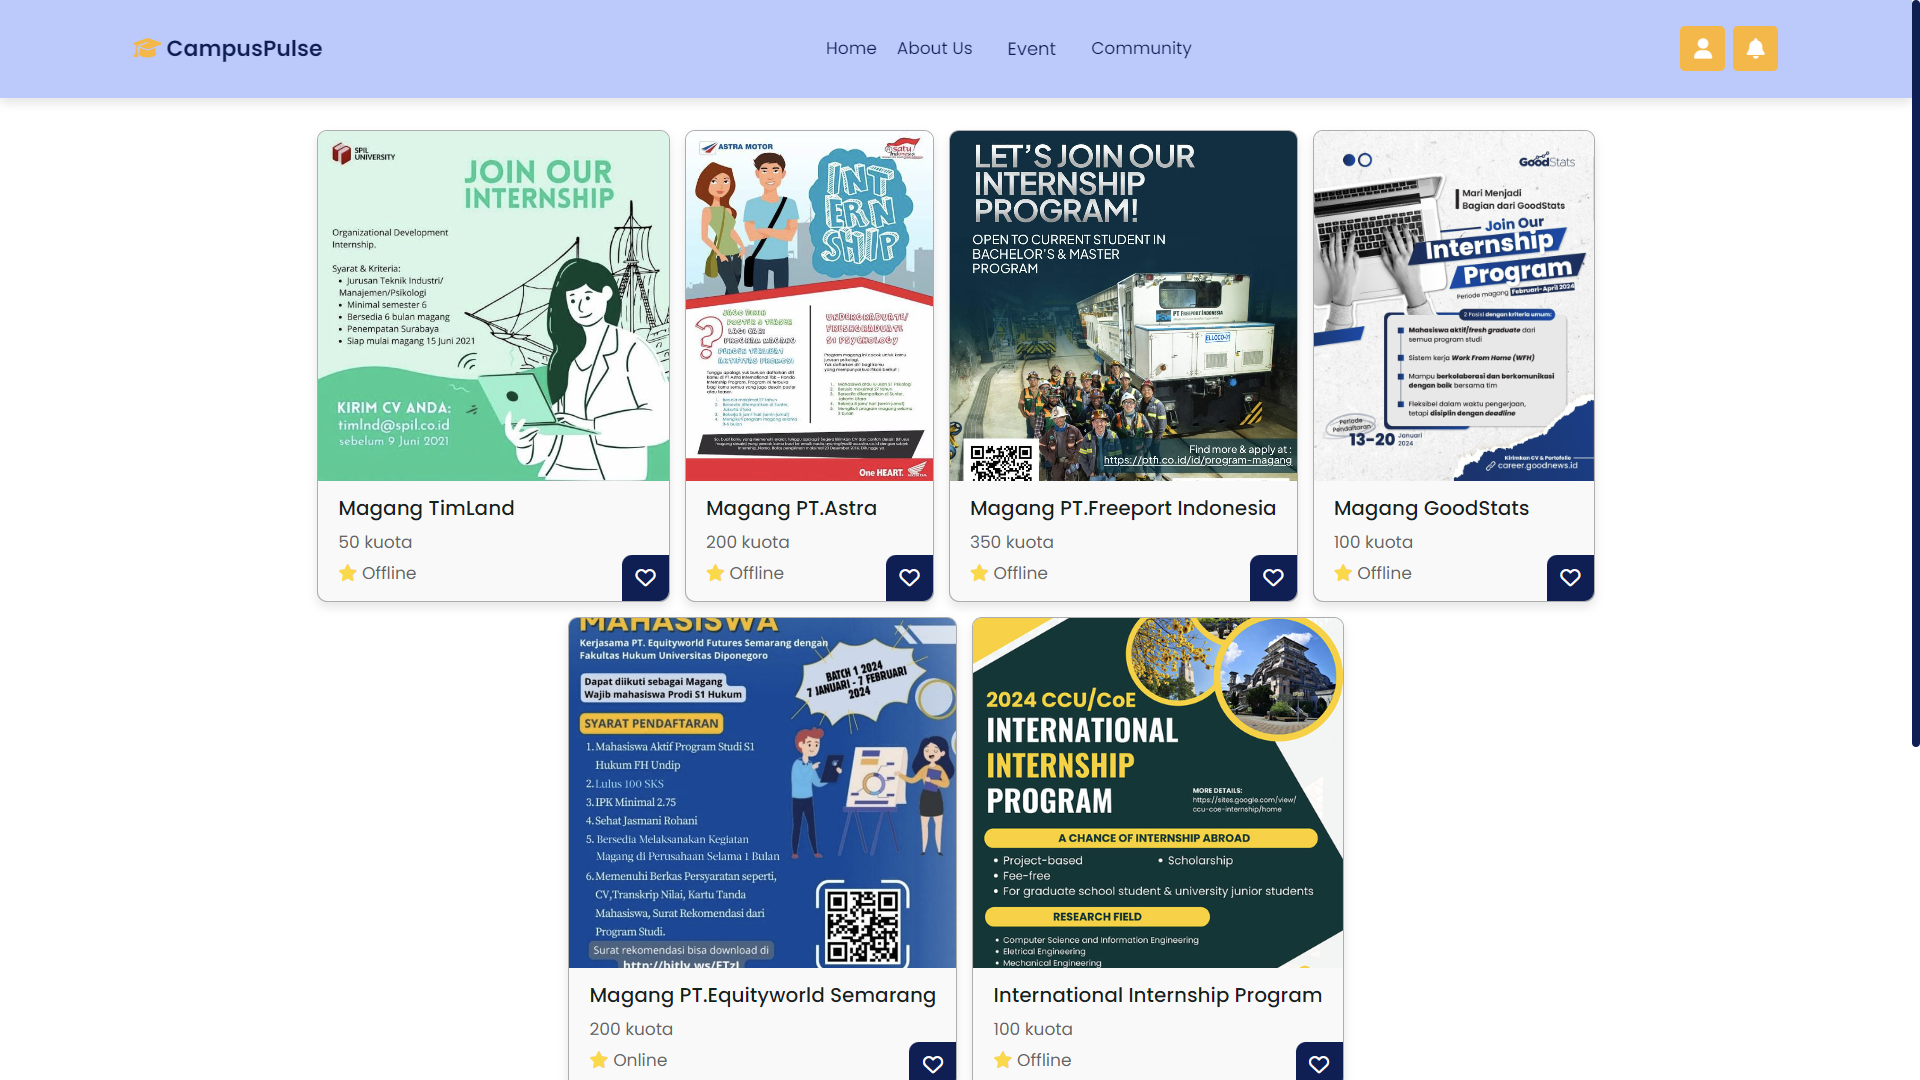 CampusPulse
Home
About Us
Event
Community
SPIL
UNIVERSITY
JOIN OUR
INTERNSHIP
Organizational Development
Internship.
Syarat & Kriteria:
• Jurusan Teknik Industri/
Manajemen/Psikologi
• Minimal semester 6
• Bersedia 6 bulan magang
• Penempatan Surabaya
• Siap mulai magang 15 Juni 2021
KIRIM CV ANDA:
timlnd@spil.co.id
sebelum 9 Juni 2021
Magang TimLand
50 kuota
Offline
ASTRA MOTOR
satu
Indonesia
INT
ERN
SHIP
UNDERGRADUATE/
FRESHGRADUATE
S1 PSYCHOLOGY
One HEART.
HONDA
Magang PT.Astra
200 kuota
Offline
LET'S JOIN OUR
INTERNSHIP
PROGRAM!
OPEN TO CURRENT STUDENT IN
BACHELOR'S & MASTER
PROGRAM
PT FREEPORT INDONESIA
Find more & apply at :
https://ptfi.co.id/id/program-magang
Magang PT.Freeport Indonesia
350 kuota
Offline
GoodStats
Mari Menjadi
Bagian dari GoodStats
Join Our
Internship
Program
Periode magang Februari-April 2024
2 Posisi dengan kriteria umum:
Mahasiswa aktif/fresh graduate dari
semua program studi
Sistem kerja Work From Home (WFH)
Mampu berkolaborasi dan berkomunikasi
dengan baik bersama tim
Fleksibel dalam waktu pengerjaan,
tetapi disiplin dengan deadline
Periode
Pendaftaran
13-20 Januari
2024
Kirimkan CV & Portofolio
career.goodnews.id
Magang GoodStats
100 kuota
Offline
MAHASISWA
Kerjasama PT. Equityworld Futures Semarang dengan
Fakultas Hukum Universitas Diponegoro
Dapat diikuti sebagai Magang
Wajib mahasiswa Prodi S1 Hukum
BATCH 1 2024
7 JANUARI - 7 FEBRUARI
2024
SYARAT PENDAFTARAN
1. Mahasiswa Aktif Program Studi S1
Hukum FH Undip
2. Lulus 100 SKS
3. IPK Minimal 2.75
4. Sehat Jasmani Rohani
5. Bersedia Melaksanakan Kegiatan
Magang di Perusahaan Selama 1 Bulan
6. Memenuhi Berkas Persyaratan seperti,
CV,Transkrip Nilai, Kartu Tanda
Mahasiswa, Surat Rekomendasi dari
Program Studi.
Surat rekomendasi bisa download di
Magang PT.Equityworld Semarang
200 kuota
Online
2024 CCU/CoE
INTERNATIONAL
INTERNSHIP
PROGRAM
MORE DETAILS:
https://sites.google.com/view/
ccu-coe-internship/home
A CHANCE OF INTERNSHIP ABROAD
• Project-based
• Scholarship
• Fee-free
• For graduate school student & university junior students
RESEARCH FIELD
• Computer Science and Information Engineering
• Eletrical Engineering
• Mechanical Engineering
International Internship Program
100 kuota
Offline